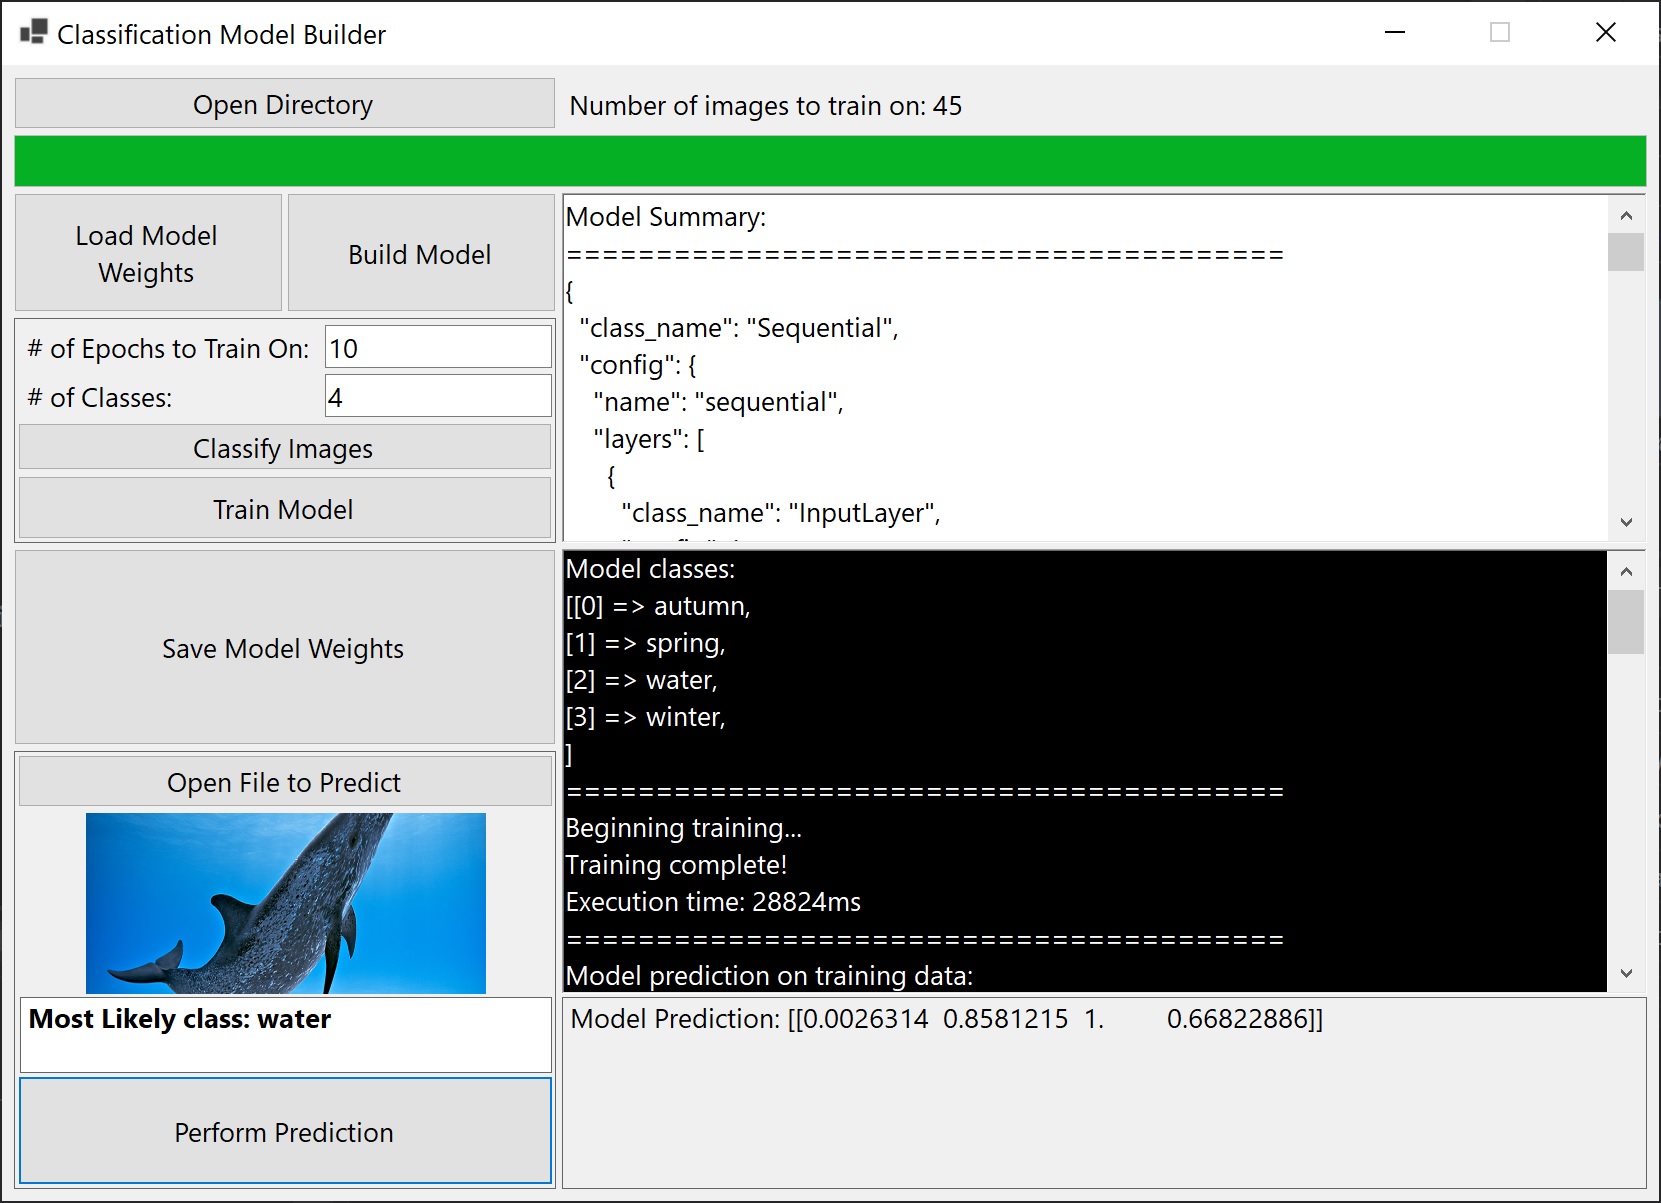 Classification Model Builder
Open Directory
Number of images to train on: 45
Load Model
Weights
Build Model
# of Epochs to Train On: 10
# of Classes: 4
Classify Images
Train Model
Model Summary:
========================================
{
"class_name": "Sequential",
"config": {
"name": "sequential",
"layers": [
{
"class_name": "InputLayer",
Save Model Weights
Model classes:
[[0] => autumn,
[1] => spring,
[2] => water,
[3] => winter,
]
========================================
Beginning training...
Training complete!
Execution time: 28824ms
========================================
Model prediction on training data:
Open File to Predict
Most Likely class: water
Perform Prediction
Model Prediction: [[0.0026314 0.8581215 1. 0.66822886]]